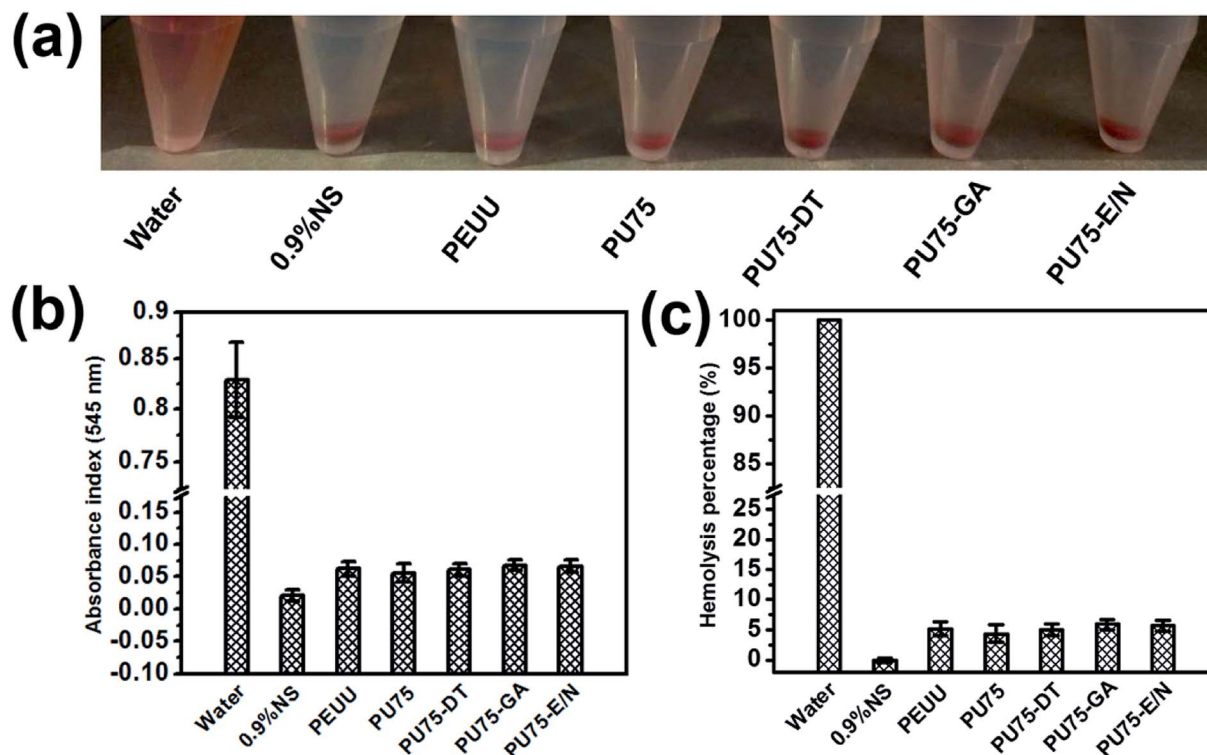 (a)
Water
0.9%NS
PEUU
PU75
PU75-DT
PU75-GA
PU75-E/N
(b)
Absorbance index (545 nm)
0.9
0.85
0.8
0.75
0.15
0.10
0.05
0.00
-0.05
-0.10
Water
0.9%NS
PEUU
PU75
PU75-DT
PU75-GA
PU75-E/N
(c)
Hemolysis percentage (%)
100
95
90
85
25
20
15
10
5
0
Water
0.9%NS
PEUU
PU75
PU75-DT
PU75-GA
PU75-E/N